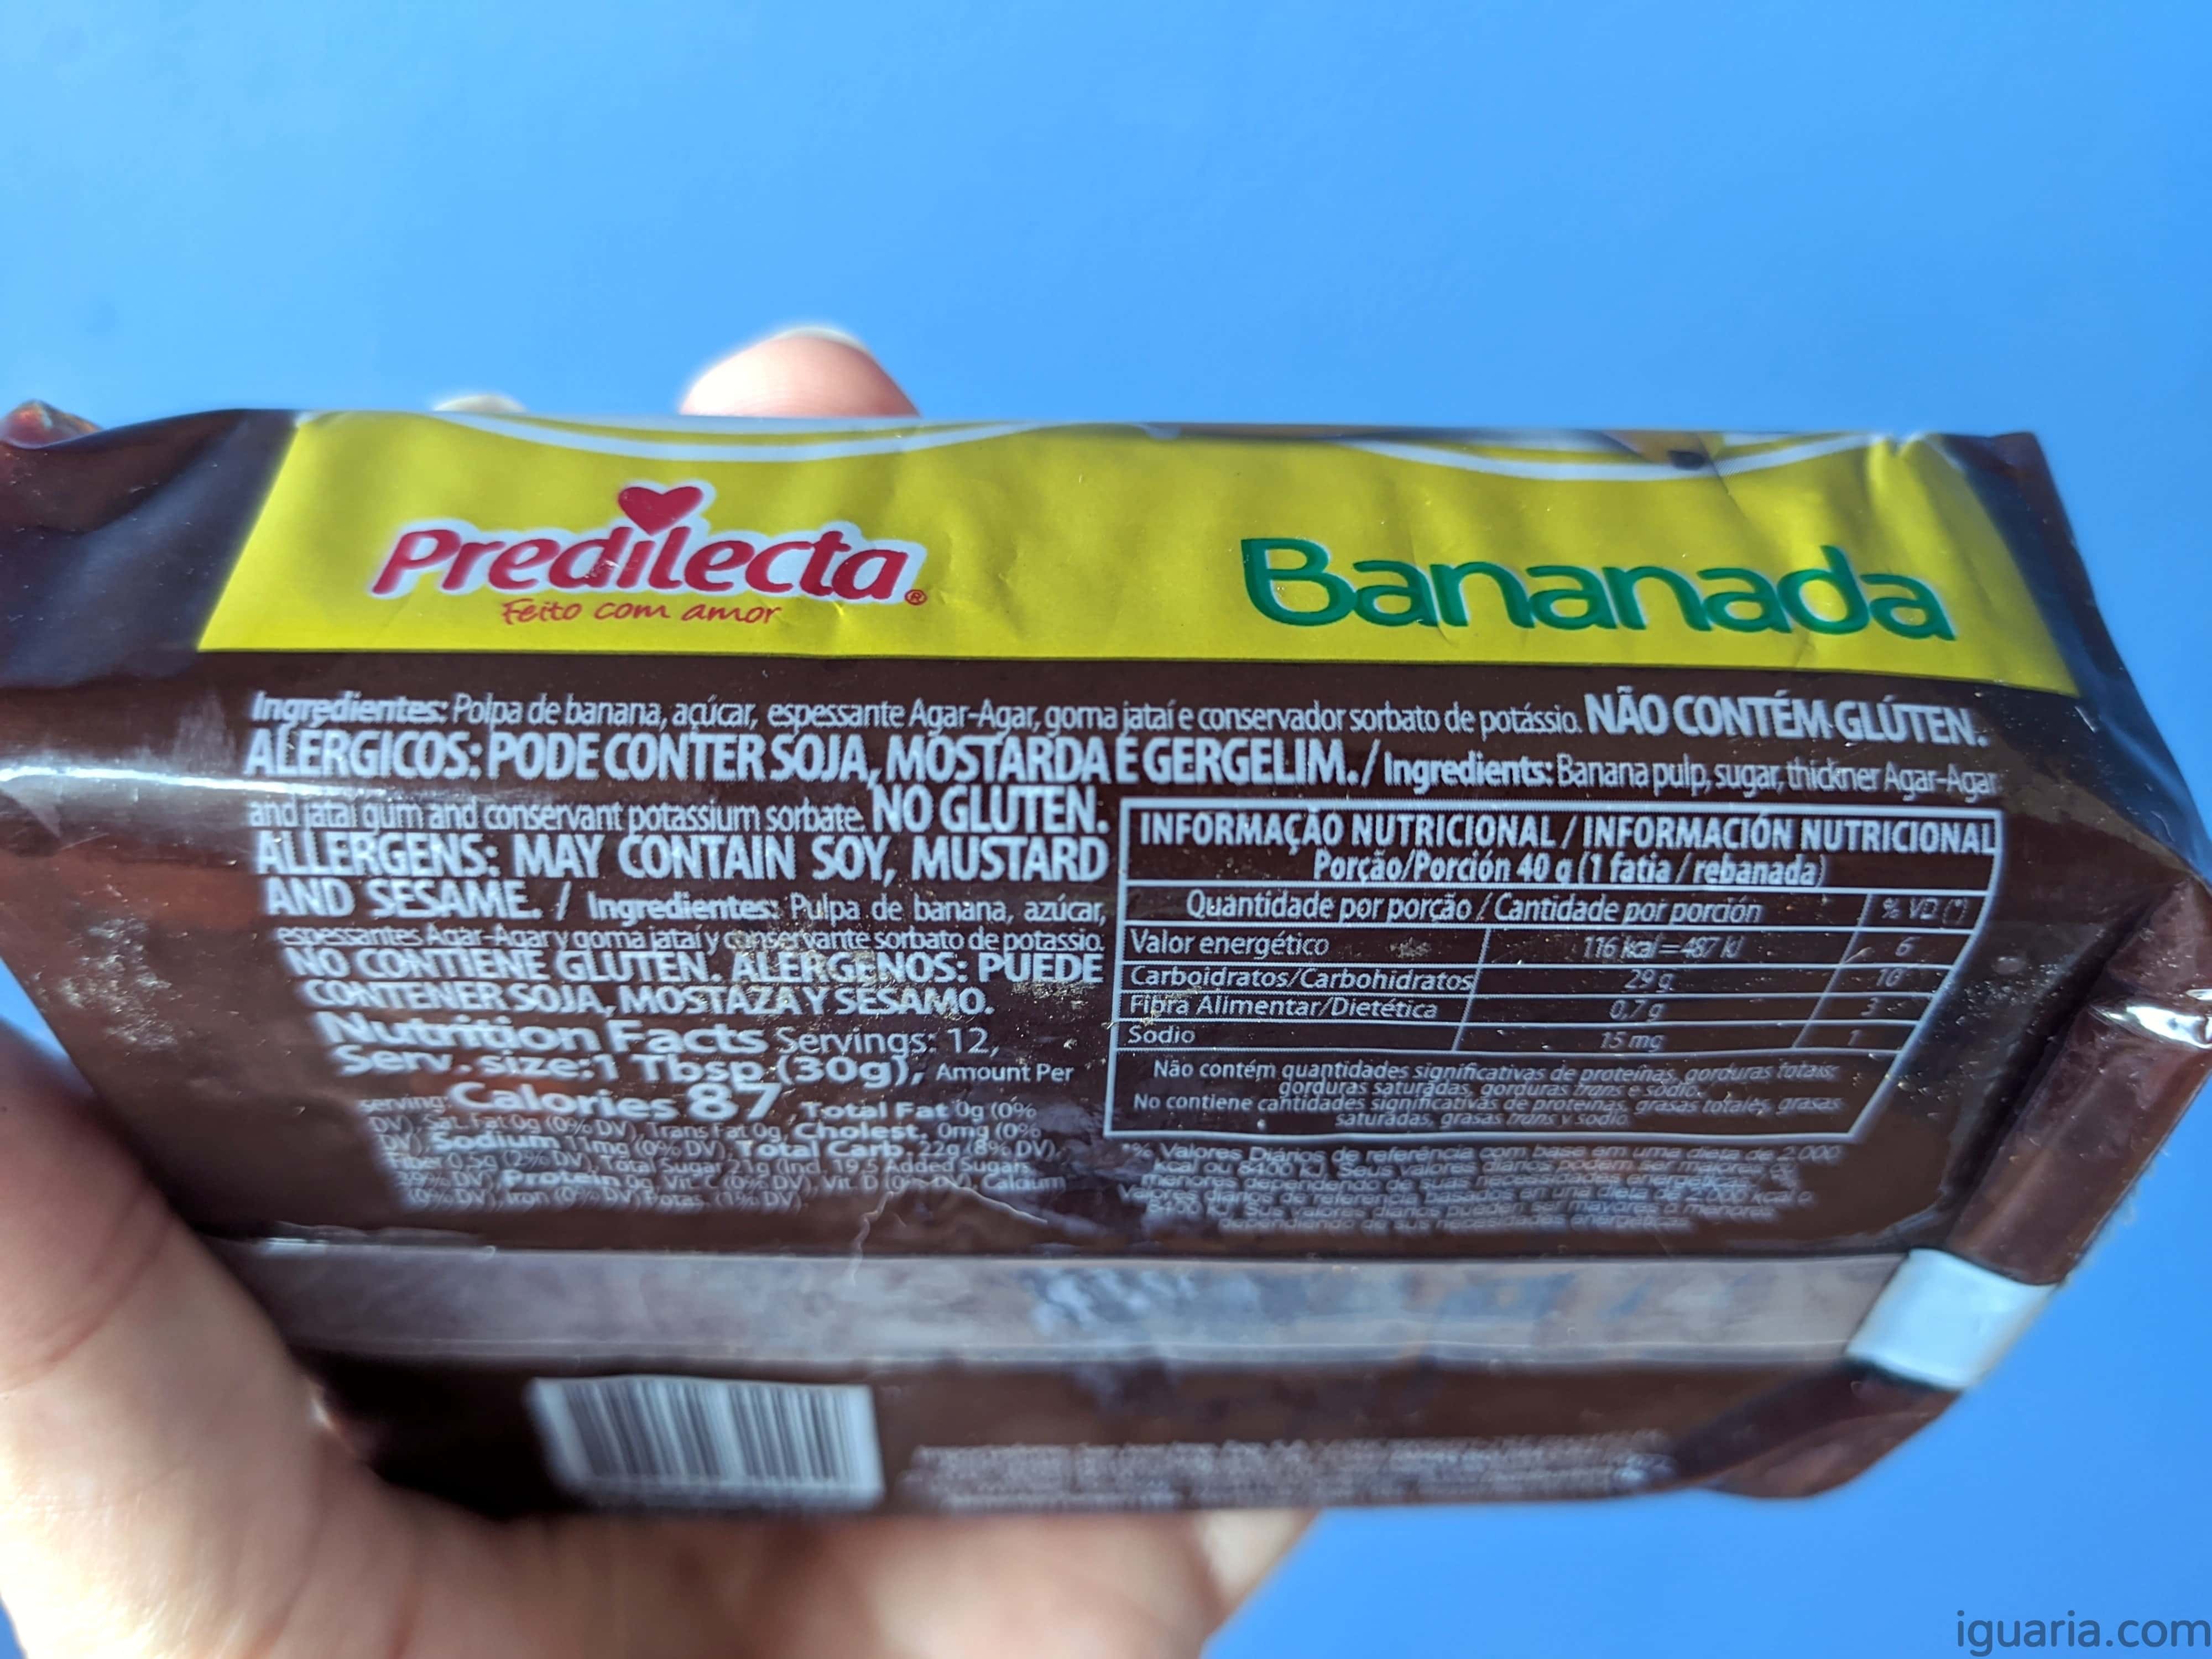 Predilecta®
Feito com amor
Bananada
Ingredientes: Polpa de banana, açúcar, espessante Agar-Agar, goma jataí e conservador sorbato de potássio. NÃO CONTÉM GLÚTEN.
ALÉRGICOS: PODE CONTER SOJA, MOSTARDA E GERGELIM. / Ingredients: Banana pulp, sugar, thickner Agar-Agar
and jataí gum and conservant potassium sorbate. NO GLUTEN.
ALLERGENS: MAY CONTAIN SOY, MUSTARD
AND SESAME. / Ingredientes: Pulpa de banana, azúcar,
espessantes Agar-Agar y goma jataí y conservante sorbato de potassio.
NO CONTIENE GLUTEN. ALÉRGENOS: PUEDE
CONTENER SOJA, MOSTAZA Y SÉSAMO.
Nutrition Facts Servings: 12,
Serv. size:1 Tbsp (30g), Amount Per
serving: Calories 87, Total Fat 0g (0%
DV), Sat. Fat 0g (0% DV), Trans Fat 0g, Cholest. 0mg (0%
DV), Sodium 11mg (0% DV), Total Carb. 22g (8% DV),
Fiber 0.5g (2% DV), Total Sugar 21g (Ind. 19.5 Added Sugars,
39% DV), Protein 0g, Vit. C (0% DV), Vit. D (0% DV), Calcium
(0% DV), Iron (0% DV), Potas. (1% DV).
INFORMAÇÃO NUTRICIONAL / INFORMACIÓN NUTRICIONAL
Porção/Porción 40 g (1 fatia / rebanada)
Quantidade por porção / Cantidade por porción % VD (*)
Valor energético 116 kcal = 487 kJ 6
Carboidratos/Carbohidratos 29 g 10
Fibra Alimentar/Dietética 0,7 g 3
Sodio 15 mg 1
Não contém quantidades significativas de proteínas, gorduras totais,
gorduras saturadas, gorduras trans e sódio.
No contiene cantidades significativas de proteínas, grasas totales, grasas
saturadas, grasas trans y sodio.
*% Valores Diários de referência com base em uma dieta de 2.000
kcal ou 8400 kJ. Seus valores diários podem ser maiores ou
menores dependendo de suas necessidades energéticas.
Valores diarios de referencia basados en una dieta de 2.000 kcal o
8400 kJ. Sus valores diarios pueden ser mayores o menores
dependiendo de sus necesidades energéticas.
iguaria.com